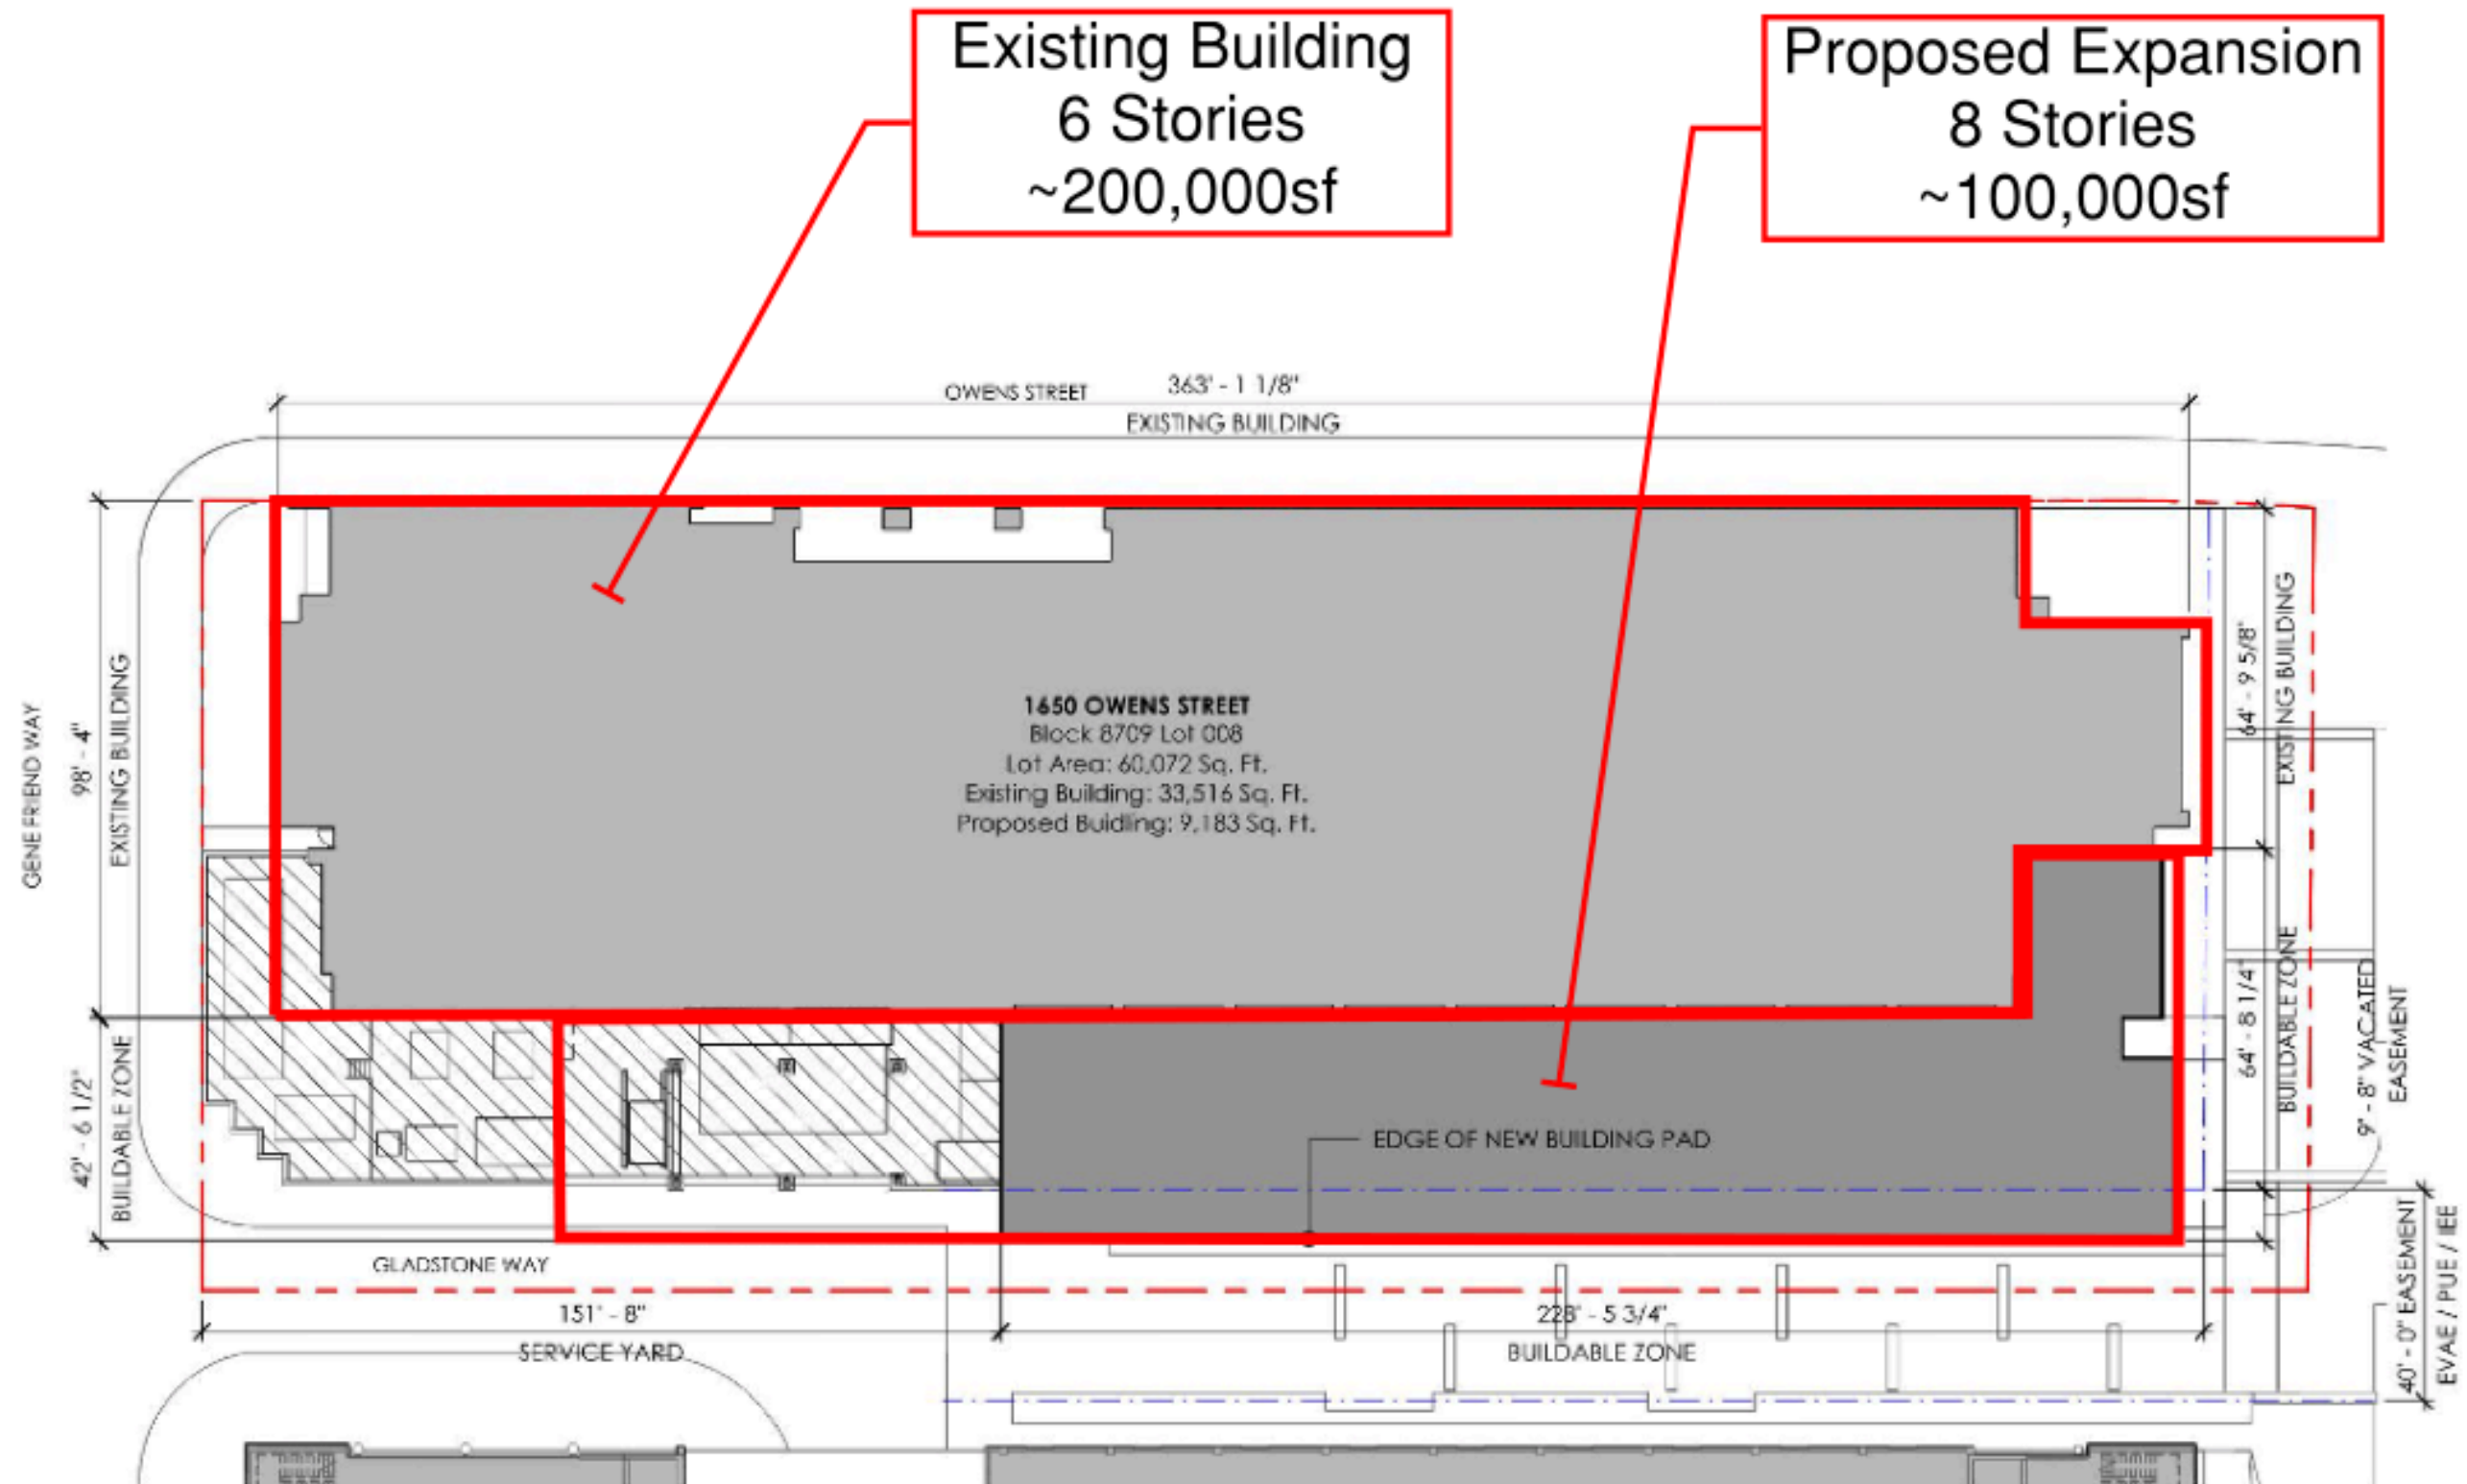 Existing Building
6 Stories
~200,000sf
Proposed Expansion
8 Stories
~100,000sf
OWENS STREET
363' - 1 1/8"
EXISTING BUILDING
GENE FRIEND WAY
98' - 4"
EXISTING BUILDING
42' - 6 1/2"
BUILDABLE ZONE
1650 OWENS STREET
Block 8709 Lot 008
Lot Area: 60,072 Sq. Ft.
Existing Building: 33,516 Sq. Ft.
Proposed Buidling: 9,183 Sq. Ft.
64' - 9 5/8"
EXISTING BUILDING
64' - 8 1/4"
BUILDABLE ZONE
9' - 8" VACATED
EASEMENT
EDGE OF NEW BUILDING PAD
GLADSTONE WAY
151' - 8"
SERVICE YARD
228' - 5 3/4"
BUILDABLE ZONE
40' - 0" EASEMENT
EVAE / PUE / IEE